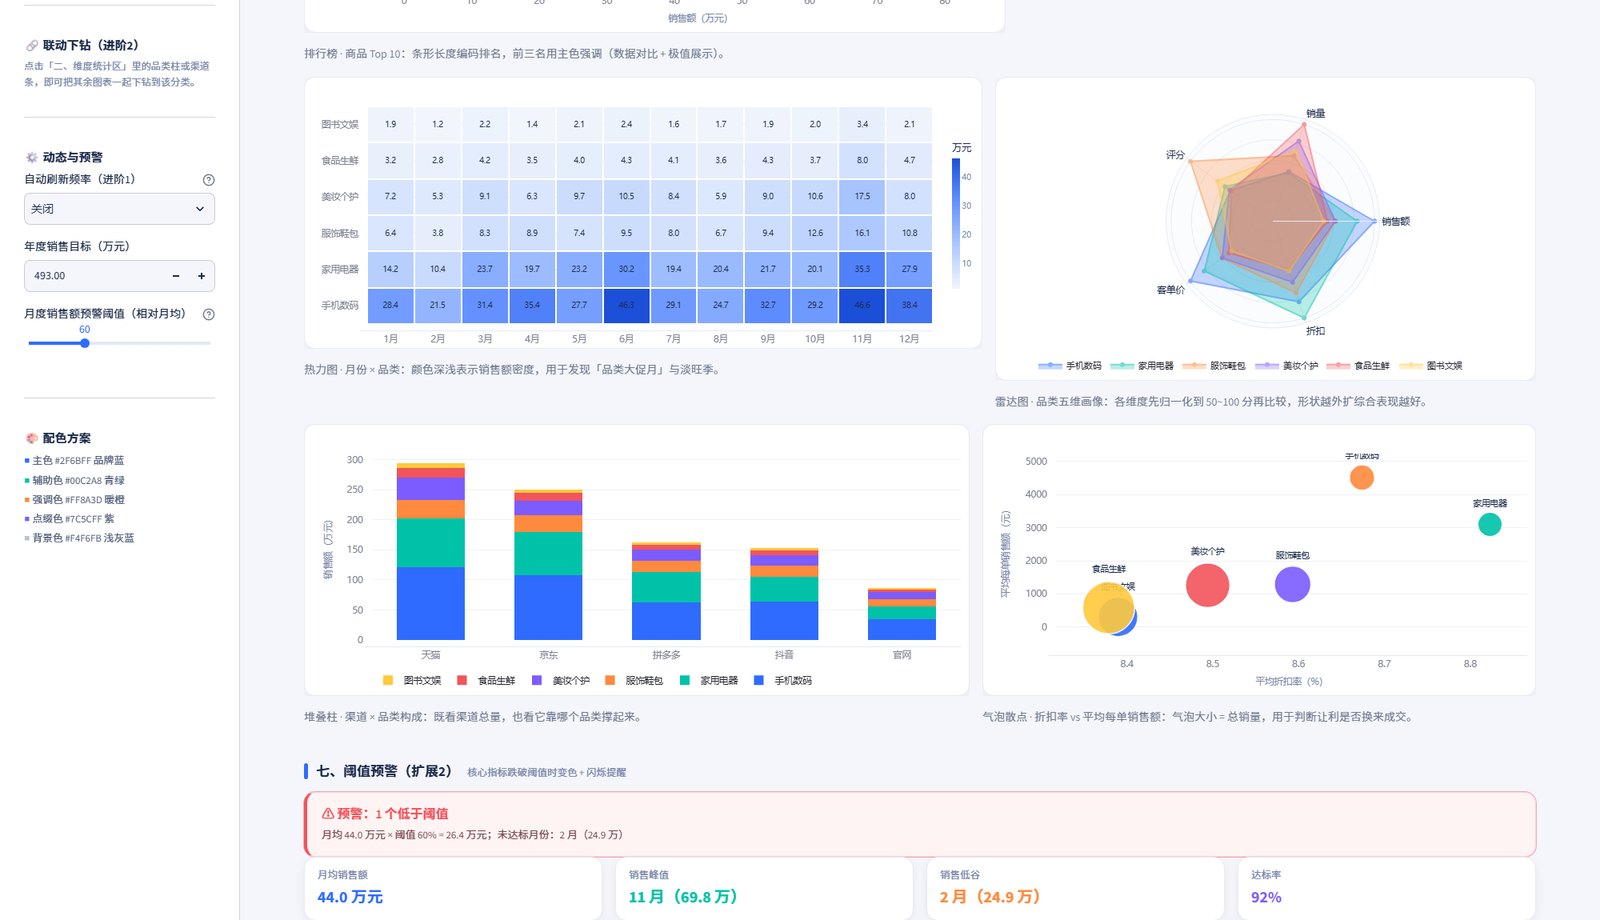 🔗 联动下钻（进阶2）
点击「二、维度统计区」里的品类柱或渠道
条，即可把其余图表一起下钻到该分类。
⚙️ 动态与预警
自动刷新频率（进阶1）
关闭
年度销售目标（万元）
493.00
月度销售额预警阈值（相对月均）
60
🎨 配色方案
主色 #2F6BFF 品牌蓝
辅助色 #00C2A8 青绿
强调色 #FF8A3D 暖橙
点缀色 #7C5CFF 紫
背景色 #F4F6FB 浅灰蓝
0 10 20 30 40 50 60 70 80
销售额（万元）
排行榜 · 商品 Top 10：条形长度编码排名，前三名用主色强调（数据对比 + 极值展示）。
图书文娱 1.9 1.2 2.2 1.4 2.1 2.4 1.6 1.7 1.9 2.0 3.4 2.1
食品生鲜 3.2 2.8 4.2 3.5 4.0 4.3 4.1 3.6 4.3 3.7 8.0 4.7
美妆个护 7.2 5.3 9.1 6.3 9.7 10.5 8.4 5.9 9.0 10.6 17.5 8.0
服饰鞋包 6.4 3.8 8.3 8.9 7.4 9.5 8.0 6.7 9.4 12.6 16.1 10.8
家用电器 14.2 10.4 23.7 19.7 23.2 30.2 19.4 20.4 21.7 20.1 35.3 27.9
手机数码 28.4 21.5 31.4 35.4 27.7 46.3 29.1 24.7 32.7 29.2 46.6 38.4
1月 2月 3月 4月 5月 6月 7月 8月 9月 10月 11月 12月
万元
40
30
20
10
热力图 · 月份 × 品类：颜色深浅表示销售额密度，用于发现「品类大促月」与淡旺季。
销量
评分
销售额
客单价
折扣
手机数码 家用电器 服饰鞋包 美妆个护 食品生鲜 图书文娱
雷达图 · 品类五维画像：各维度先归一化到 50~100 分再比较，形状越外扩综合表现越好。
300
250
200
150
100
50
0
销售额（万元）
天猫 京东 拼多多 抖音 官网
图书文娱 食品生鲜 美妆个护 服饰鞋包 家用电器 手机数码
堆叠柱 · 渠道 × 品类构成：既看渠道总量，也看它靠哪个品类撑起来。
5000
4000
3000
2000
1000
0
平均每单销售额（元）
手机数码
家用电器
美妆个护
服饰鞋包
食品生鲜
图书文娱
8.4 8.5 8.6 8.7 8.8
平均折扣率（%）
气泡散点 · 折扣率 vs 平均每单销售额：气泡大小 = 总销量，用于判断让利是否换来成交。
七、阈值预警（扩展2） 核心指标跌破阈值时变色 + 闪烁提醒
⚠ 预警：1 个低于阈值
月均 44.0 万元 × 阈值 60% = 26.4 万元；未达标月份：2 月（24.9 万）
月均销售额
44.0 万元
销售峰值
11 月（69.8 万）
销售低谷
2 月（24.9 万）
达标率
92%